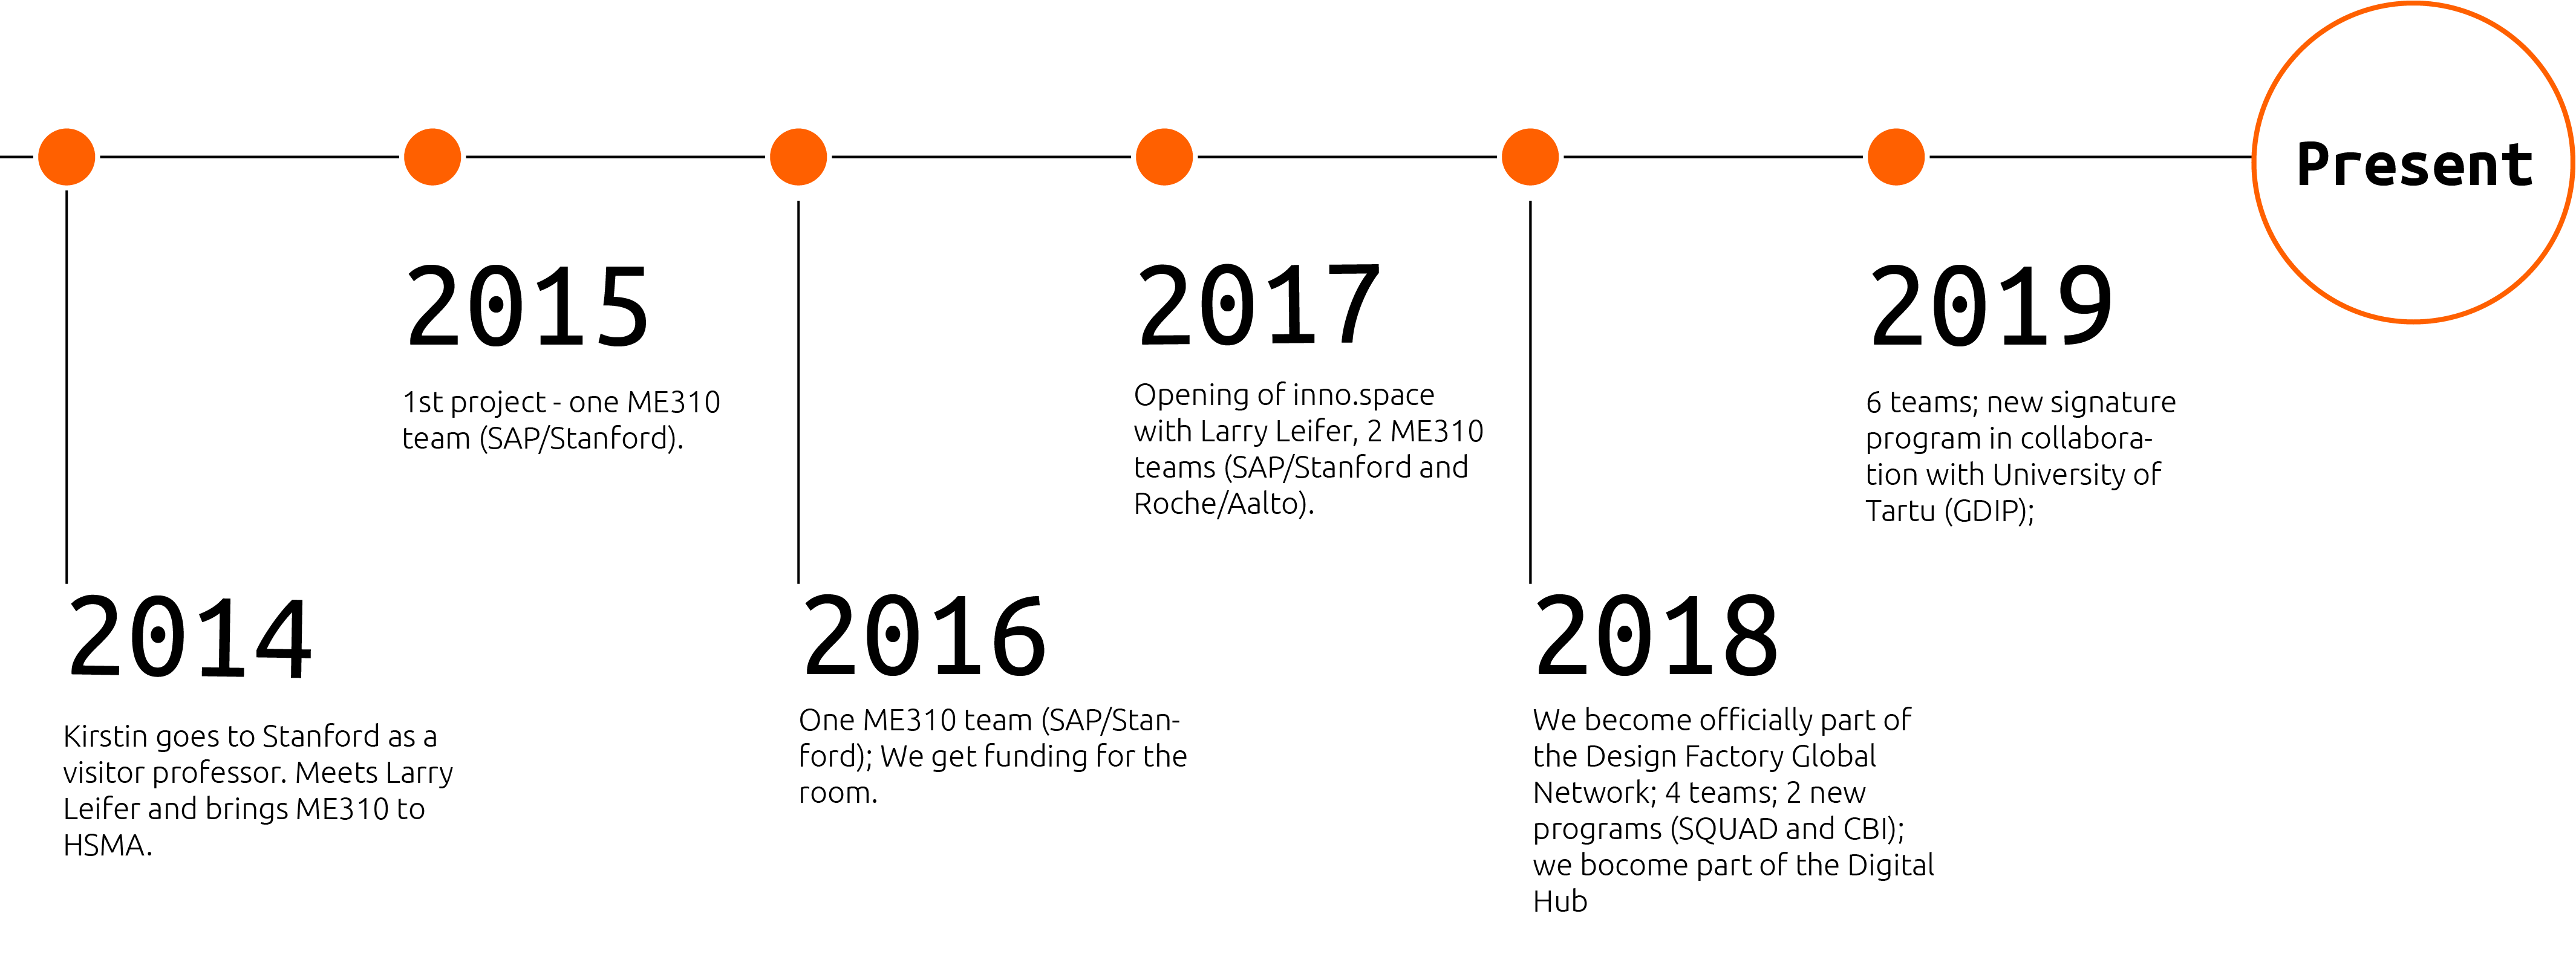 Present
2014
Kirstin goes to Stanford as a
visitor professor. Meets Larry
Leifer and brings ME310 to
HSMA.
2015
1st project - one ME310
team (SAP/Stanford).
2016
One ME310 team (SAP/Stan-
ford); We get funding for the
room.
2017
Opening of inno.space
with Larry Leifer, 2 ME310
teams (SAP/Stanford and
Roche/Aalto).
2018
We become officially part of
the Design Factory Global
Network; 4 teams; 2 new
programs (SQUAD and CBI);
we bocome part of the Digital
Hub
2019
6 teams; new signature
program in collabora-
tion with University of
Tartu (GDIP);